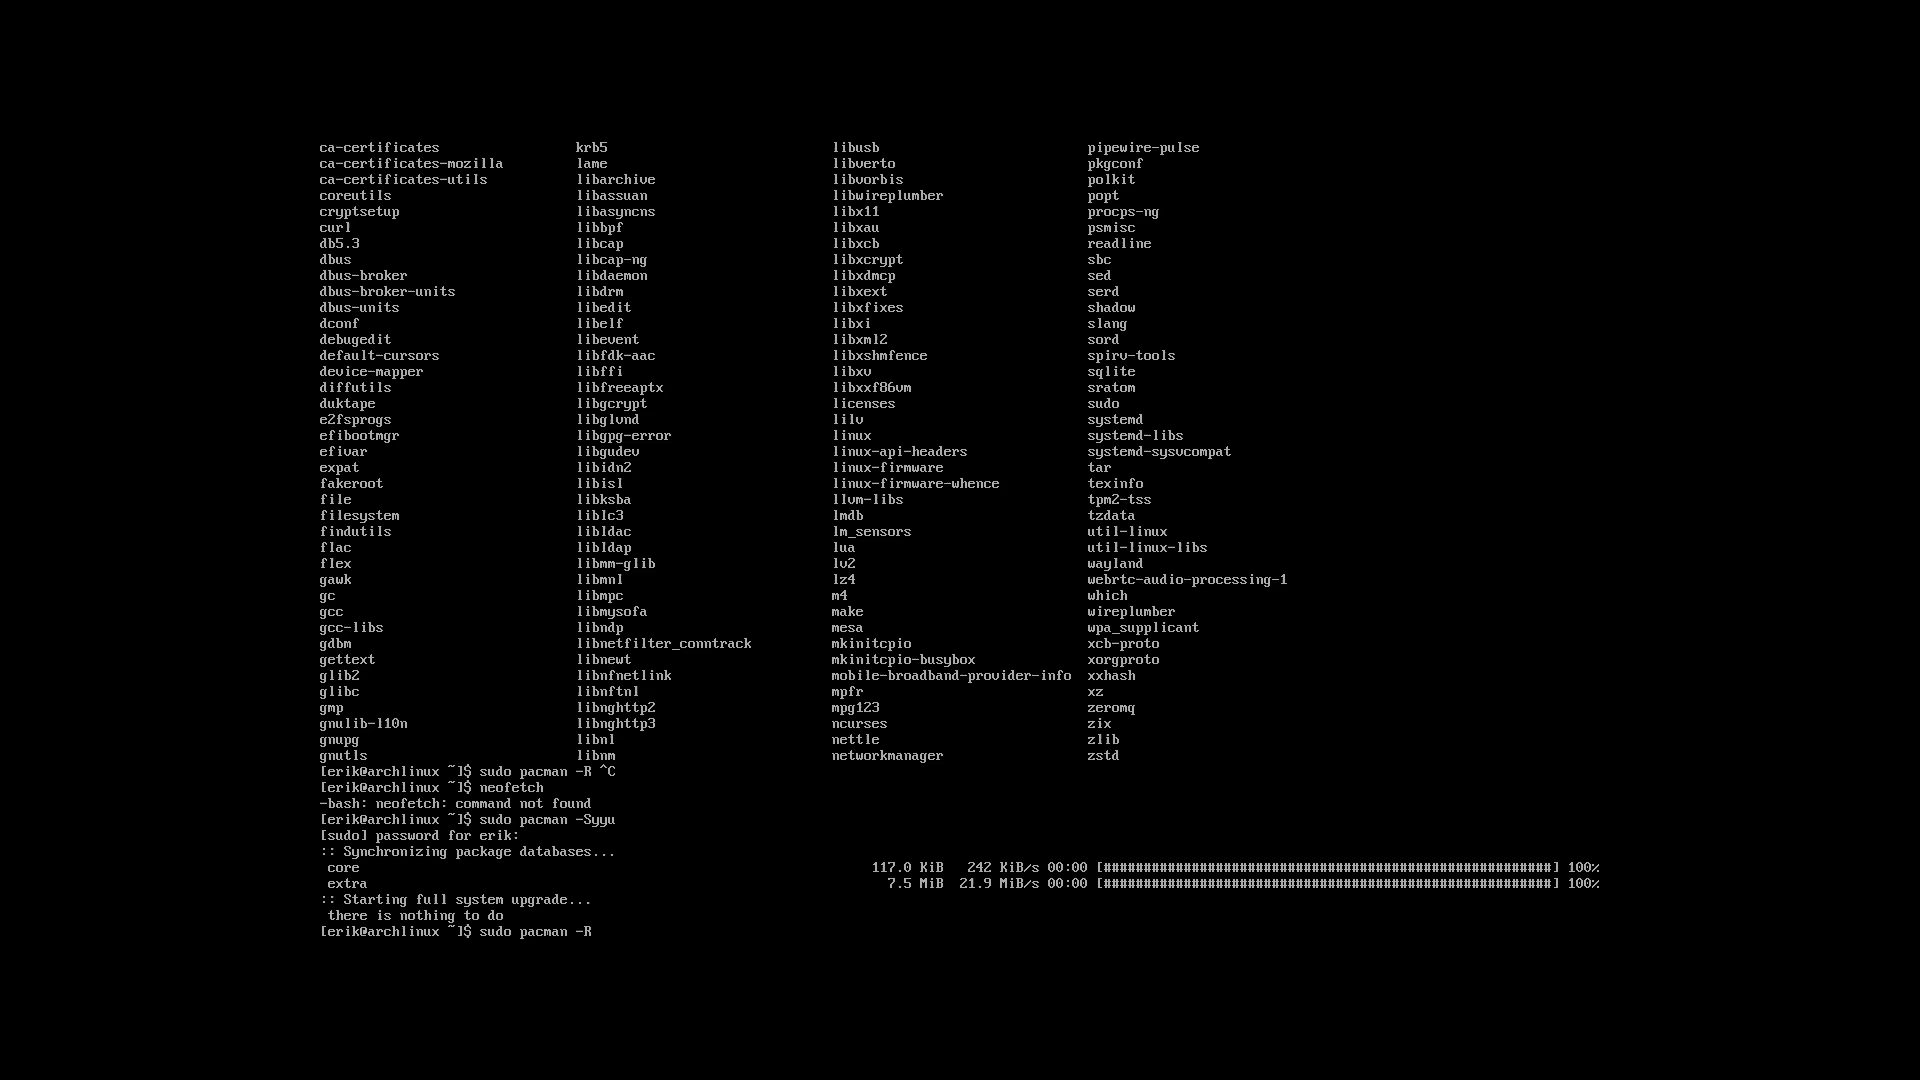 ca-certificates krb5 libusb pipewire-pulse
ca-certificates-mozilla lame libverto pkgconf
ca-certificates-utils libarchive libvorbis polkit
coreutils libassuan libwireplumber popt
cryptsetup libasyncns libx11 procps-ng
curl libbpf libxau psmisc
db5.3 libcap libxcb readline
dbus libcap-ng libxcrypt sbc
dbus-broker libdaemon libxdmcp sed
dbus-broker-units libdrm libxext serd
dbus-units libedit libxfixes shadow
dconf libelf libxi slang
debugedit libevent libxml2 sord
default-cursors libfdk-aac libxshmfence spirv-tools
device-mapper libffi libxv sqlite
diffutils libfreeaptx libxxf86vm sratom
duktape libgcrypt licenses sudo
e2fsprogs libglvnd lilv systemd
efibootmgr libgpg-error linux systemd-libs
efivar libgudev linux-api-headers systemd-sysvcompat
expat libidn2 linux-firmware tar
fakeroot libisl linux-firmware-whence texinfo
file libksba llvm-libs tpm2-tss
filesystem liblc3 lmdb tzdata
findutils libldac lm_sensors util-linux
flac libldap lua util-linux-libs
flex libmm-glib lv2 wayland
gawk libmnl lz4 webrtc-audio-processing-1
gc libmpc m4 which
gcc libmysofa make wireplumber
gcc-libs libndp mesa wpa_supplicant
gdbm libnetfilter_conntrack mkinitcpio xcb-proto
gettext libnewt mkinitcpio-busybox xorgproto
glib2 libnfnetlink mobile-broadband-provider-info xxhash
glibc libnftnl mpfr xz
gmp libnghttp2 mpg123 zeromq
gnulib-l10n libnghttp3 ncurses zix
gnupg libnl nettle zlib
gnutls libnm networkmanager zstd
[erik@archlinux ~]$ sudo pacman -R ^C
[erik@archlinux ~]$ neofetch
-bash: neofetch: command not found
[erik@archlinux ~]$ sudo pacman -Syyu
[sudo] password for erik:
:: Synchronizing package databases...
core 117.0 KiB 242 KiB/s 00:00 [########################################################] 100%
extra 7.5 MiB 21.9 MiB/s 00:00 [########################################################] 100%
:: Starting full system upgrade...
there is nothing to do
[erik@archlinux ~]$ sudo pacman -R